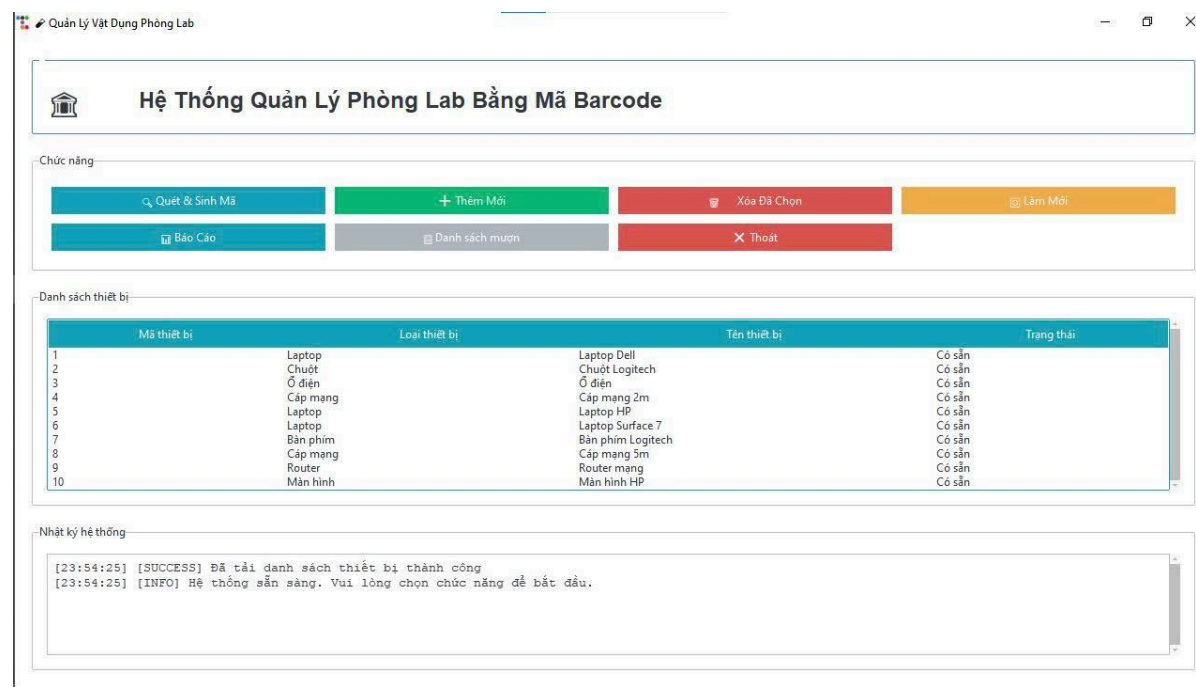 Quản Lý Vật Dụng Phòng Lab
Hệ Thống Quản Lý Phòng Lab Bằng Mã Barcode
Chức năng
Quét & Sinh Mã
Thêm Mới
Xóa Đã Chọn
Làm Mới
Báo Cáo
Danh sách mượn
Thoát
Danh sách thiết bị
Mã thiết bị Loại thiết bị Tên thiết bị Trạng thái
1 Laptop Laptop Dell Có sẵn
2 Chuột Chuột Logitech Có sẵn
3 Ổ điện Ổ điện Có sẵn
4 Cáp mạng Cáp mạng 2m Có sẵn
5 Laptop Laptop HP Có sẵn
6 Laptop Laptop Surface 7 Có sẵn
7 Bàn phím Bàn phím Logitech Có sẵn
8 Cáp mạng Cáp mạng 5m Có sẵn
9 Router Router mạng Có sẵn
10 Màn hình Màn hình HP Có sẵn
Nhật ký hệ thống
[23:54:25] [SUCCESS] Đã tải danh sách thiết bị thành công
[23:54:25] [INFO] Hệ thống sẵn sàng. Vui lòng chọn chức năng để bắt đầu.